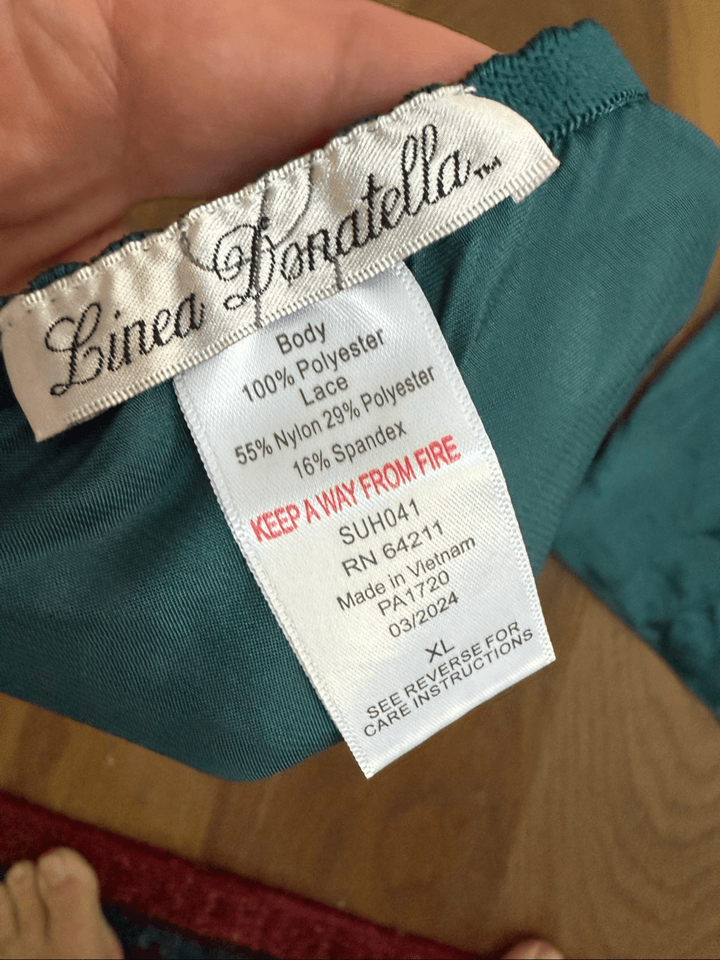 Linea Donatella™
Body
100% Polyester
Lace
55% Nylon 29% Polyester
16% Spandex
KEEP A WAY FROM FIRE
SUH041
RN 64211
Made in Vietnam
PA1720
03/2024
XL
SEE REVERSE FOR
CARE INSTRUCTIONS